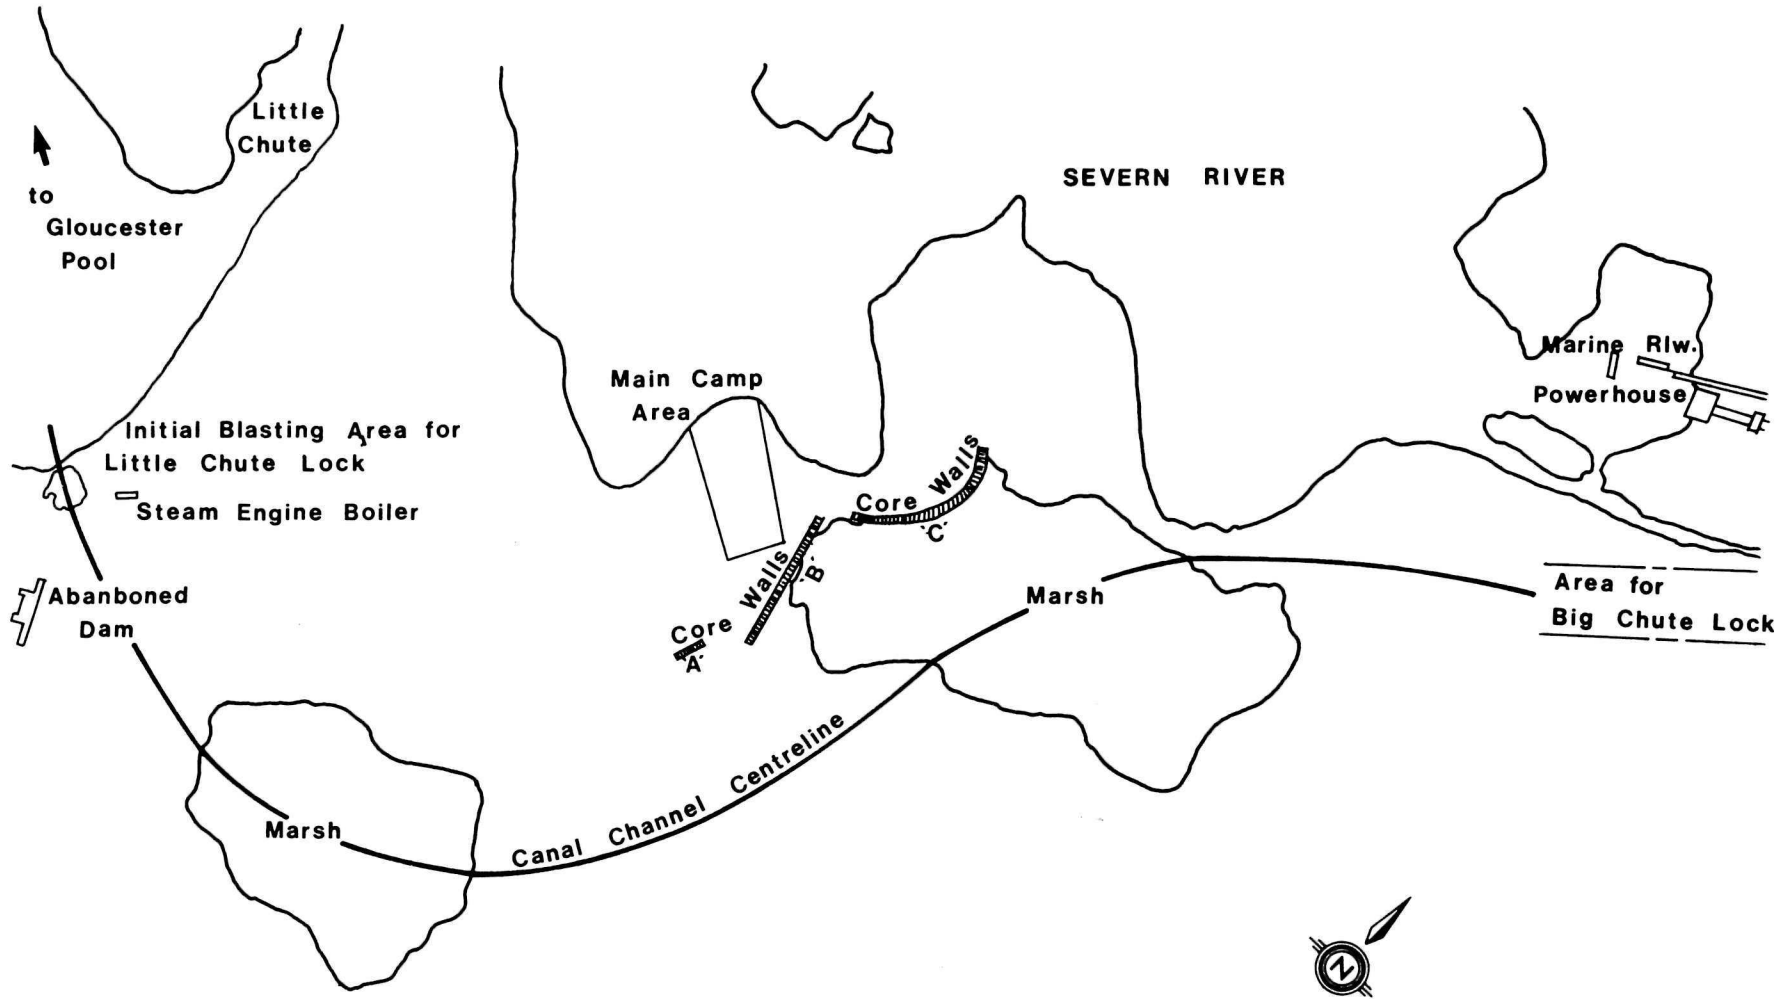 Little
Chute
to
Gloucester
Pool
SEVERN RIVER
Marine Rlw.
Powerhouse
Main Camp
Area
Initial Blasting Area for
Little Chute Lock
Steam Engine Boiler
Core Walls
'C'
Core Walls
'B'
'A'
Abanboned
Dam
Marsh
Area for
Big Chute Lock
Marsh
Canal Channel Centreline
N